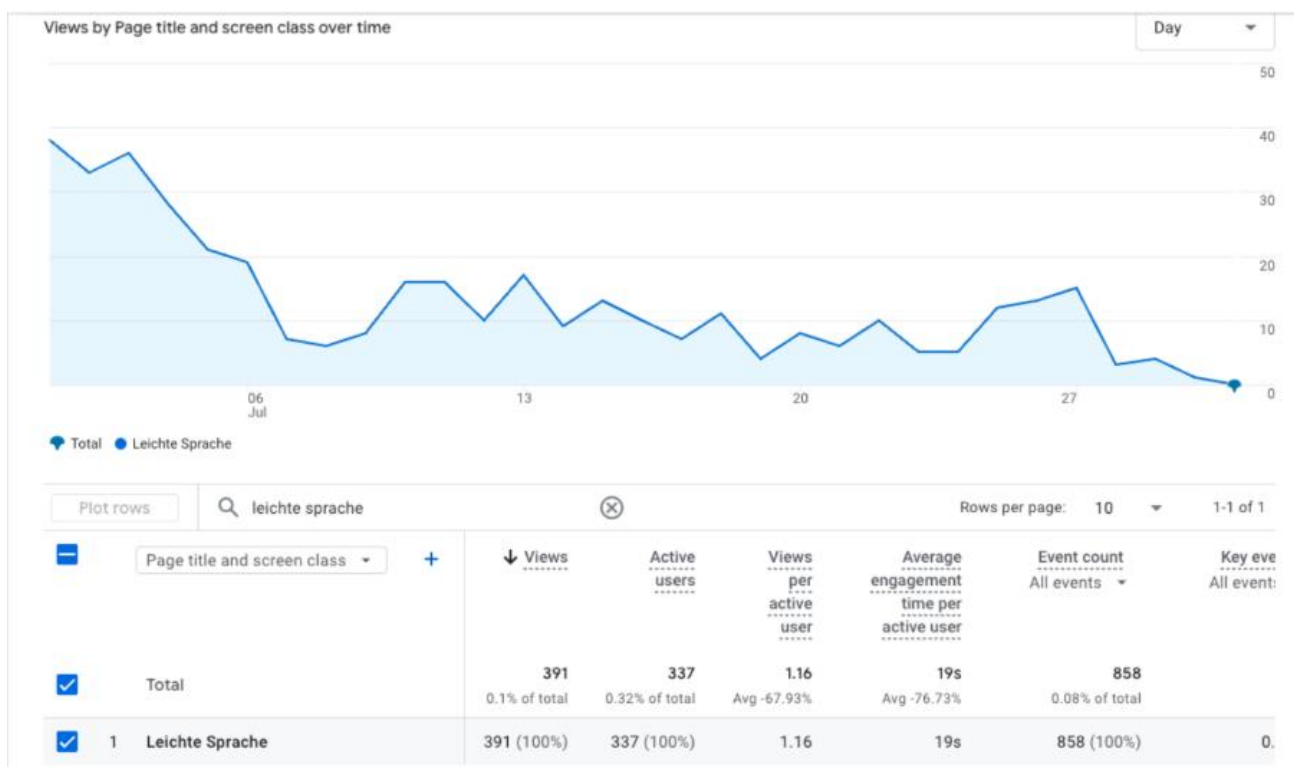 Views by Page title and screen class over time
Day
50
40
30
20
10
0
06
Jul
13
20
27
Total
Leichte Sprache
Plot rows
leichte sprache
Rows per page:
10
1-1 of 1
Page title and screen class
+
Views
Active
users
Views
per
active
user
Average
engagement
time per
active user
Event count
All events
Key eve
All event
Total
391
337
1.16
19s
858
0.1% of total
0.32% of total
Avg -67.93%
Avg -76.73%
0.08% of total
1
Leichte Sprache
391 (100%)
337 (100%)
1.16
19s
858 (100%)
0.